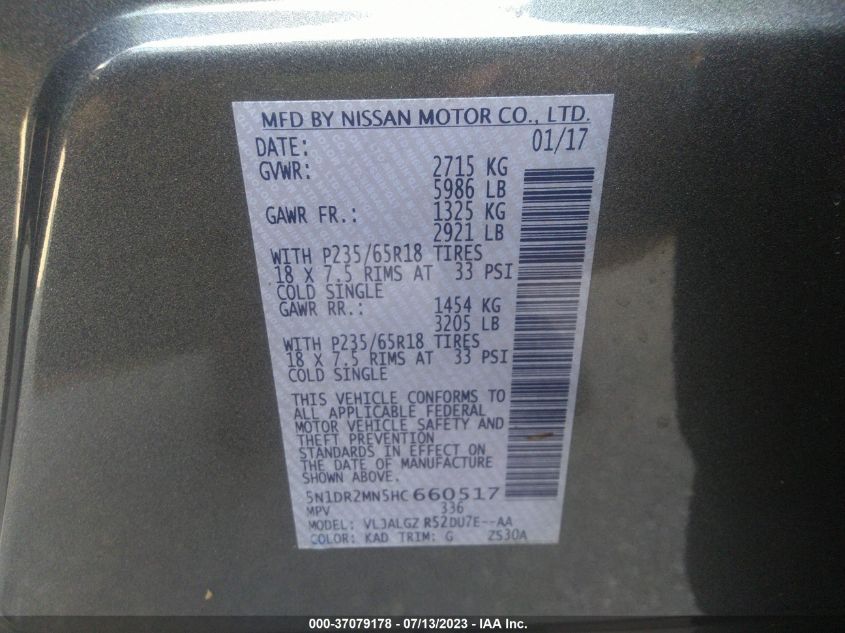 MFD BY NISSAN MOTOR CO., LTD.
DATE: 01/17
GVWR: 2715 KG
5986 LB
GAWR FR.: 1325 KG
2921 LB
WITH P235/65R18 TIRES
18 X 7.5 RIMS AT 33 PSI
COLD SINGLE
GAWR RR.: 1454 KG
3205 LB
WITH P235/65R18 TIRES
18 X 7.5 RIMS AT 33 PSI
COLD SINGLE
THIS VEHICLE CONFORMS TO
ALL APPLICABLE FEDERAL
MOTOR VEHICLE SAFETY AND
THEFT PREVENTION
STANDARDS IN EFFECT ON
THE DATE OF MANUFACTURE
SHOWN ABOVE.
5N1DR2MN5HC660517
MPV 336
MODEL: VLJALGZ R52DU7E--AA
COLOR: KAD TRIM: G ZS30A
000-37079178 - 07/13/2023 - IAA Inc.